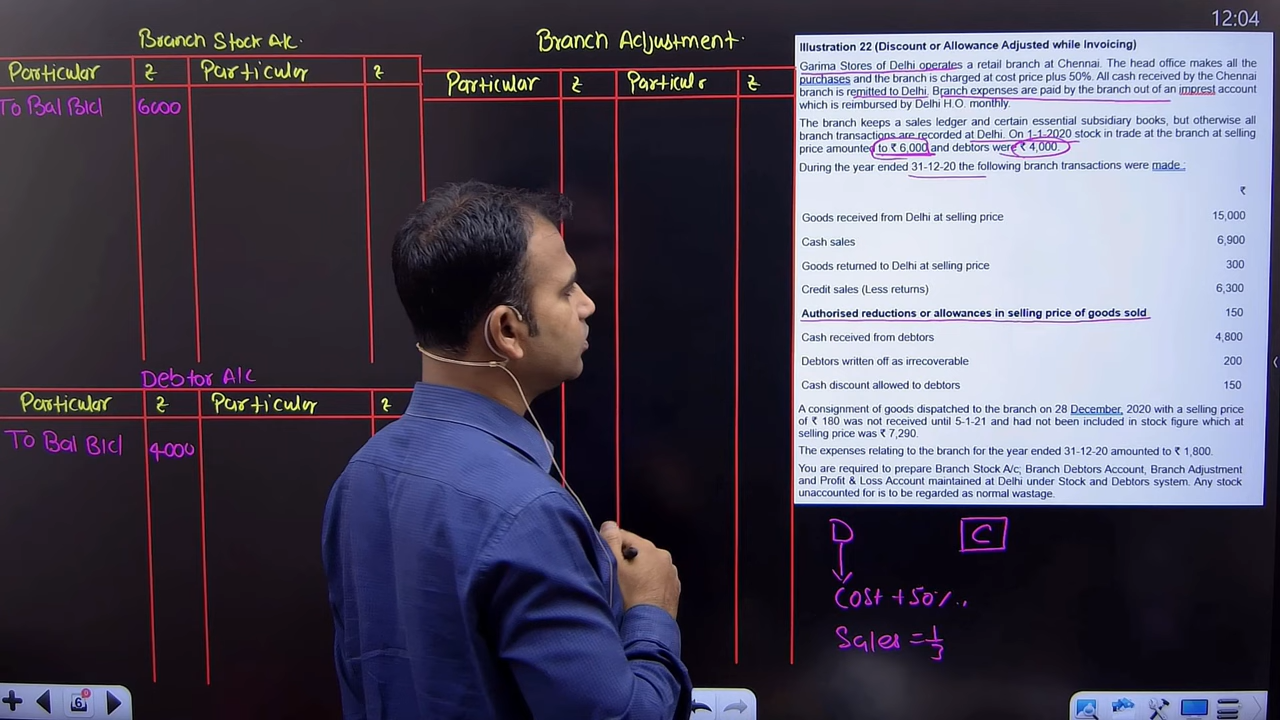 12:04
Branch Stock A/c.
Particular ₹ Particular ₹
To Bal B/d 6000
Debtor A/c
Particular ₹ Particular ₹
To Bal B/d 4000
Branch Adjustment.
Particular ₹ Particulr ₹
Illustration 22 (Discount or Allowance Adjusted while Invoicing)
Garima Stores of Delhi operates a retail branch at Chennai. The head office makes all the
purchases and the branch is charged at cost price plus 50%. All cash received by the Chennai
branch is remitted to Delhi. Branch expenses are paid by the branch out of an imprest account
which is reimbursed by Delhi H.O. monthly.
The branch keeps a sales ledger and certain essential subsidiary books, but otherwise all
branch transactions are recorded at Delhi. On 1-1-2020 stock in trade at the branch at selling
price amounted to ₹ 6,000 and debtors were ₹ 4,000.
During the year ended 31-12-20 the following branch transactions were made :
₹
Goods received from Delhi at selling price 15,000
Cash sales 6,900
Goods returned to Delhi at selling price 300
Credit sales (Less returns) 6,300
Authorised reductions or allowances in selling price of goods sold 150
Cash received from debtors 4,800
Debtors written off as irrecoverable 200
Cash discount allowed to debtors 150
A consignment of goods dispatched to the branch on 28 December, 2020 with a selling price
of ₹ 180 was not received until 5-1-21 and had not been included in stock figure which at
selling price was ₹ 7,290.
The expenses relating to the branch for the year ended 31-12-20 amounted to ₹ 1,800.
You are required to prepare Branch Stock A/c, Branch Debtors Account, Branch Adjustment
and Profit & Loss Account maintained at Delhi under Stock and Debtors system. Any stock
unaccounted for is to be regarded as normal wastage.
D C
Cost + 50%.
Sales = 1/3
6